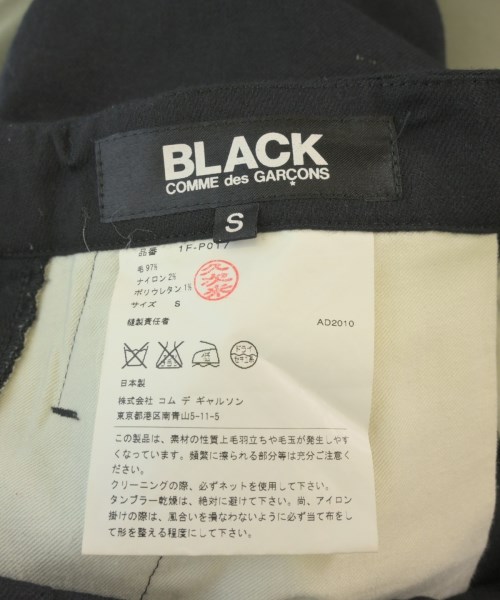 BLACK
COMME des GARÇONS
S
品番 1F-P017
毛97%
ナイロン2%
ポリウレタン1%
サイズ S
縫製責任者 AD2010
ドライ
セキユ系
日本製
株式会社 コム デ ギャルソン
東京都港区南青山5-11-5
この製品は、素材の性質上毛羽立ちや毛玉が発生しやす
くなっています。頻繁に擦られる部分等は充分ご注意くだ
さい。
クリーニングの際、必ずネットを使用して下さい。
タンブラー乾燥は、絶対に避けて下さい。尚、アイロン
掛けの際は、風合いを損なわないように必ず当て布をし
て形を整える程度にして下さい。